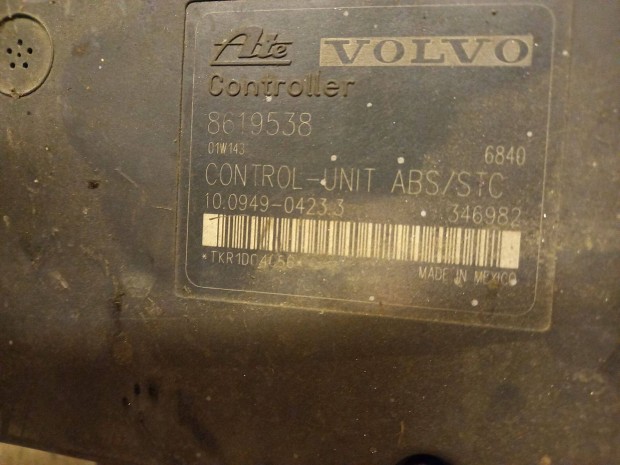 Ate VOLVO
Controller
8619538
01W143 6840
CONTROL-UNIT ABS/STC
10.0949-0423.3 346982
MADE IN MEXICO